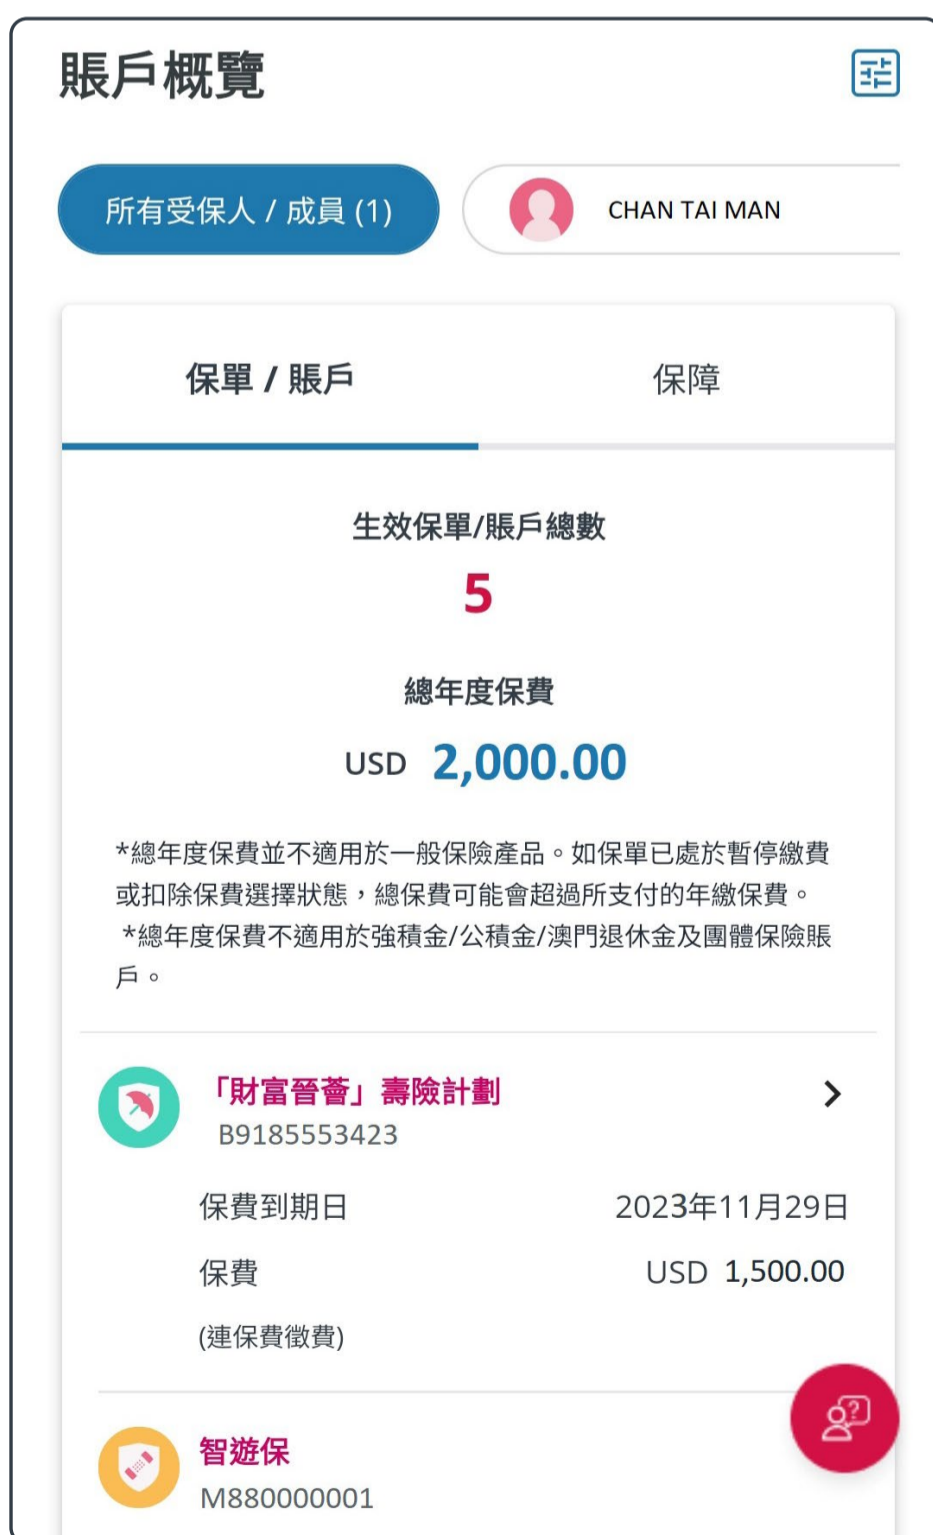 賬戶概覽
所有受保人 / 成員 (1)
CHAN TAI MAN
保單 / 賬戶
保障
生效保單/賬戶總數
5
總年度保費
USD 2,000.00
*總年度保費並不適用於一般保險產品。如保單已處於暫停繳費
或扣除保費選擇狀態，總保費可能會超過所支付的年繳保費。
*總年度保費不適用於強積金/公積金/澳門退休金及團體保險賬
戶。
「財富晉薈」壽險計劃
B9185553423
保費到期日 2023年11月29日
保費 USD 1,500.00
(連保費徵費)
智遊保
M880000001